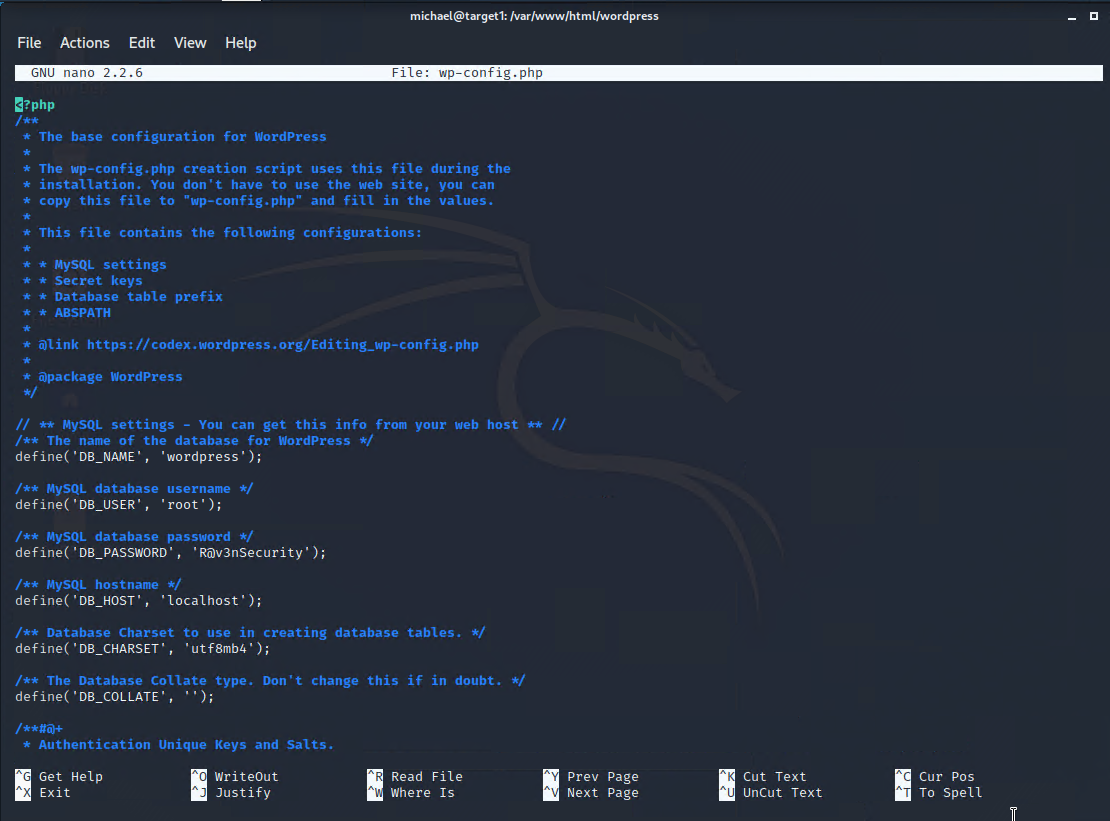 michael@target1: /var/www/html/wordpress
File Actions Edit View Help
GNU nano 2.2.6 File: wp-config.php
<?php
/**
 * The base configuration for WordPress
 *
 * The wp-config.php creation script uses this file during the
 * installation. You don't have to use the web site, you can
 * copy this file to "wp-config.php" and fill in the values.
 *
 * This file contains the following configurations:
 *
 * * MySQL settings
 * * Secret keys
 * * Database table prefix
 * * ABSPATH
 *
 * @link https://codex.wordpress.org/Editing_wp-config.php
 *
 * @package WordPress
 */
// ** MySQL settings - You can get this info from your web host ** //
/** The name of the database for WordPress */
define('DB_NAME', 'wordpress');
/** MySQL database username */
define('DB_USER', 'root');
/** MySQL database password */
define('DB_PASSWORD', 'R@v3nSecurity');
/** MySQL hostname */
define('DB_HOST', 'localhost');
/** Database Charset to use in creating database tables. */
define('DB_CHARSET', 'utf8mb4');
/** The Database Collate type. Don't change this if in doubt. */
define('DB_COLLATE', '');
/**#@+
 * Authentication Unique Keys and Salts.
^G Get Help ^O WriteOut ^R Read File ^Y Prev Page ^K Cut Text ^C Cur Pos
^X Exit ^J Justify ^W Where Is ^V Next Page ^U UnCut Text ^T To Spell